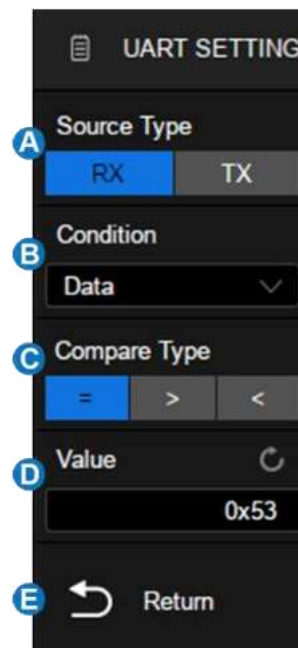 UART SETTING
A Source Type
RX TX
B Condition
Data
C Compare Type
= > <
D Value
0x53
E Return